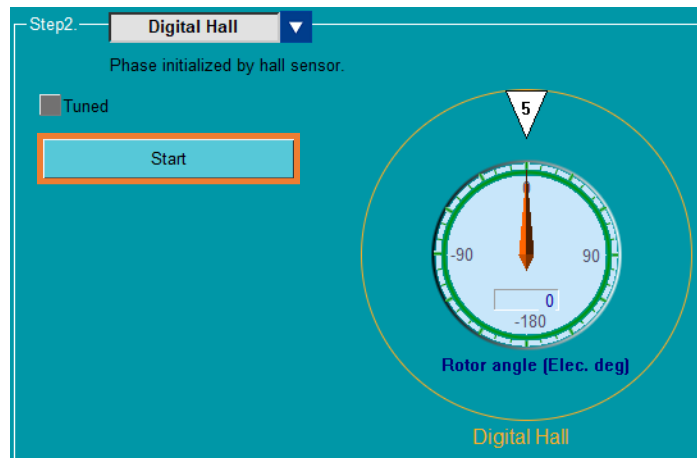 Step2.
Digital Hall
Phase initialized by hall sensor.
Tuned
Start
5
0
-90
90
0
-180
Rotor angle (Elec. deg)
Digital Hall